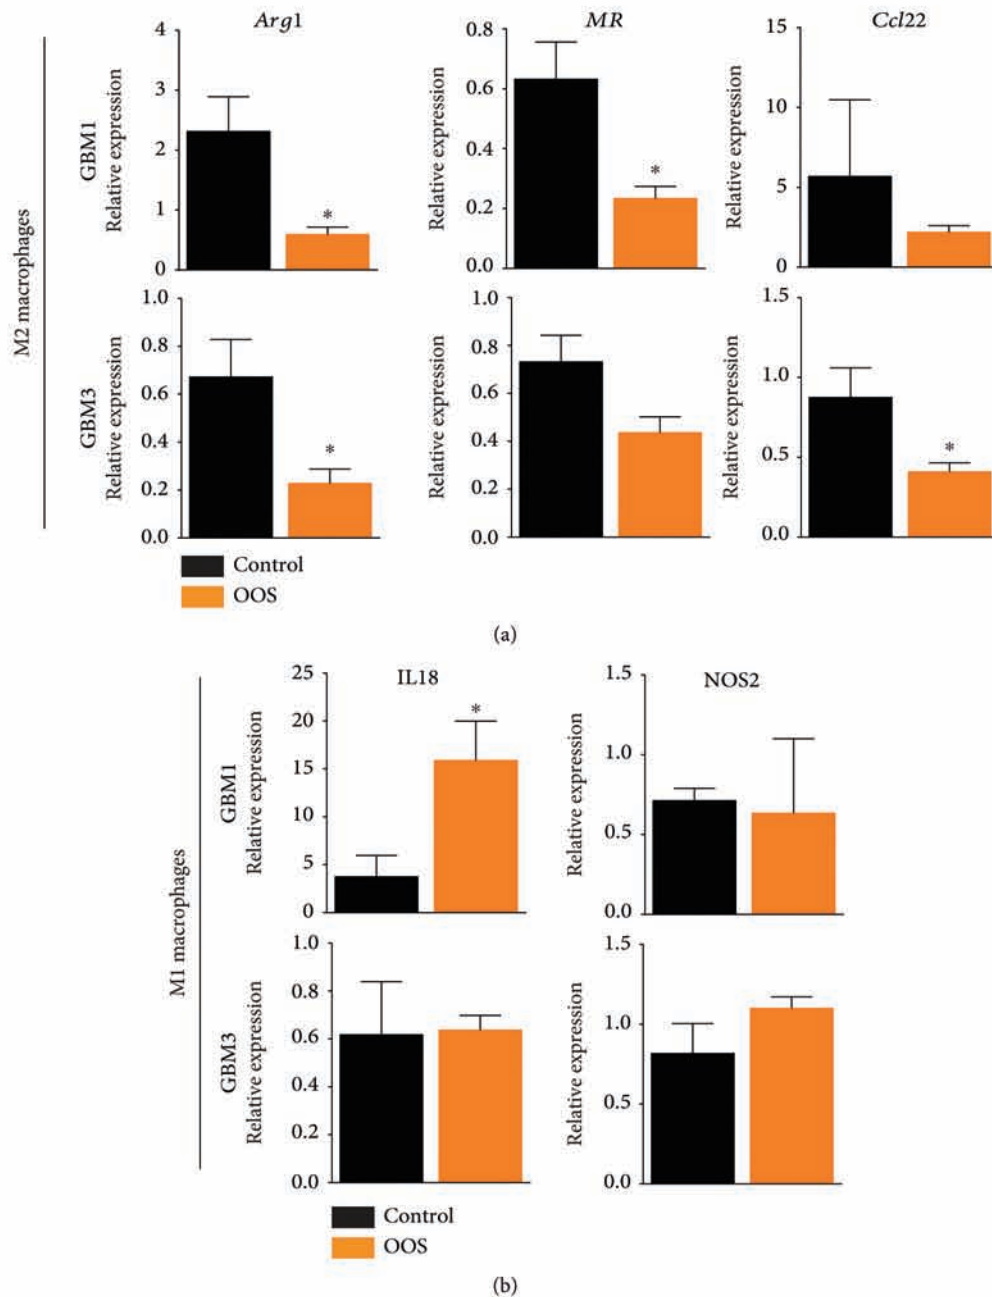 Arg1 MR Ccl22
M2 macrophages
GBM1
Relative expression
4
3
2
1
0
*
Relative expression
0.8
0.6
0.4
0.2
0.0
*
Relative expression
15
10
5
0
GBM3
Relative expression
1.0
0.8
0.6
0.4
0.2
0.0
*
Relative expression
1.0
0.8
0.6
0.4
0.2
0.0
Relative expression
1.5
1.0
0.5
0.0
*
Control
OOS
(a)
IL18 NOS2
M1 macrophages
GBM1
Relative expression
25
20
15
10
5
0
*
Relative expression
1.5
1.0
0.5
0.0
GBM3
Relative expression
1.0
0.8
0.6
0.4
0.2
0.0
Relative expression
1.5
1.0
0.5
0.0
Control
OOS
(b)